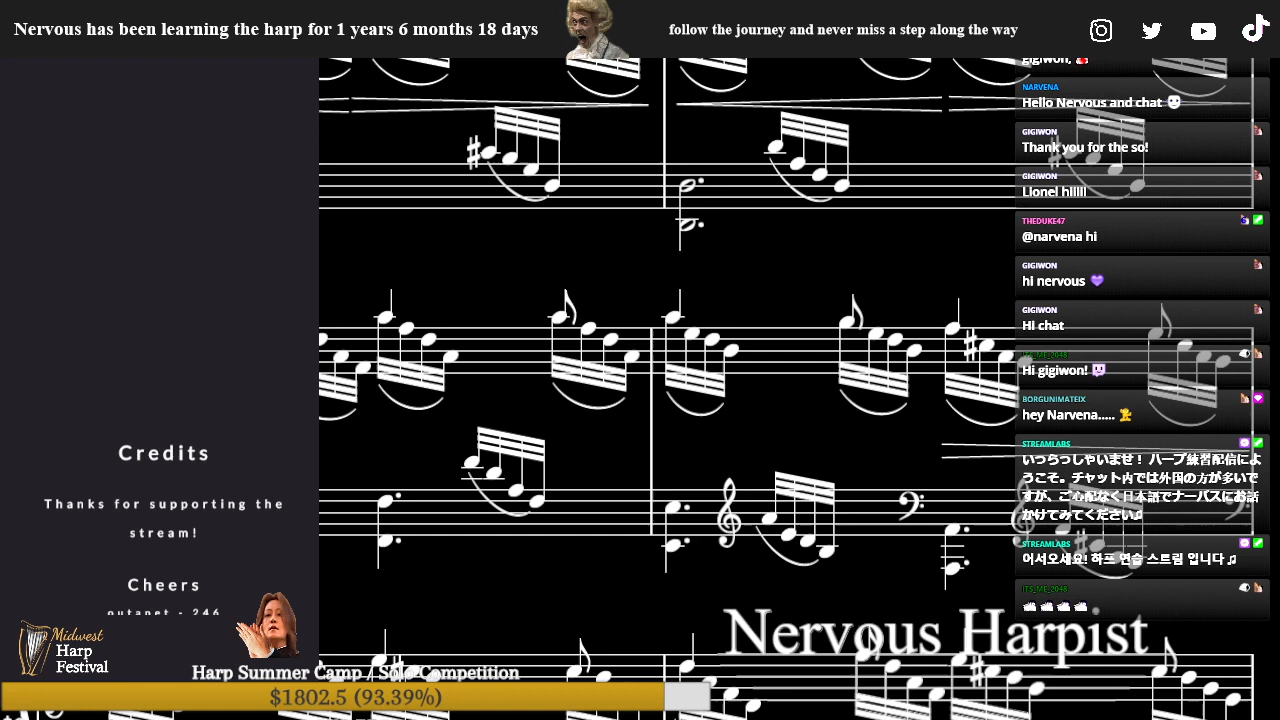 Nervous has been learning the harp for 1 years 6 months 18 days
follow the journey and never miss a step along the way
gigiwon,
NARVENA
Hello Nervous and chat
GIGIWON
Thank you for the so!
GIGIWON
Lionel hiiiii
THEDUKE47
@narvena hi
GIGIWON
hi nervous
GIGIWON
Hi chat
ITS_ME_2048
Hi gigiwon!
BORGUNIMATEIX
hey Narvena.....
STREAMLABS
いらっしゃいませ！ ハープ練習配信によ
うこそ。チャット内では外国の方が多いで
すが、ご心配なく日本語でナーバスにお話
かけてみてください♫
STREAMLABS
어서오세요! 하프 연습 스트림 입니다 ♫
ITS_ME_2048
Credits
Thanks for supporting the
stream!
Cheers
outanet - 246
Midwest
Harp
Festival
Nervous Harpist
Harp Summer Camp / Solo Competition
$1802.5 (93.39%)